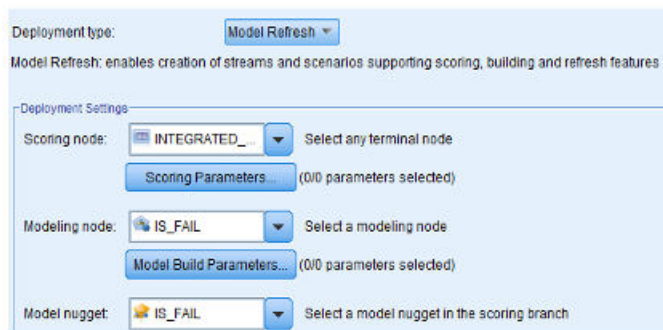 Deployment type: Model Refresh
Model Refresh: enables creation of streams and scenarios supporting scoring, building and refresh features
Deployment Settings
Scoring node: INTEGRATED_... Select any terminal node
Scoring Parameters... (0/0 parameters selected)
Modeling node: IS_FAIL Select a modeling node
Model Build Parameters... (0/0 parameters selected)
Model nugget: IS_FAIL Select a model nugget in the scoring branch